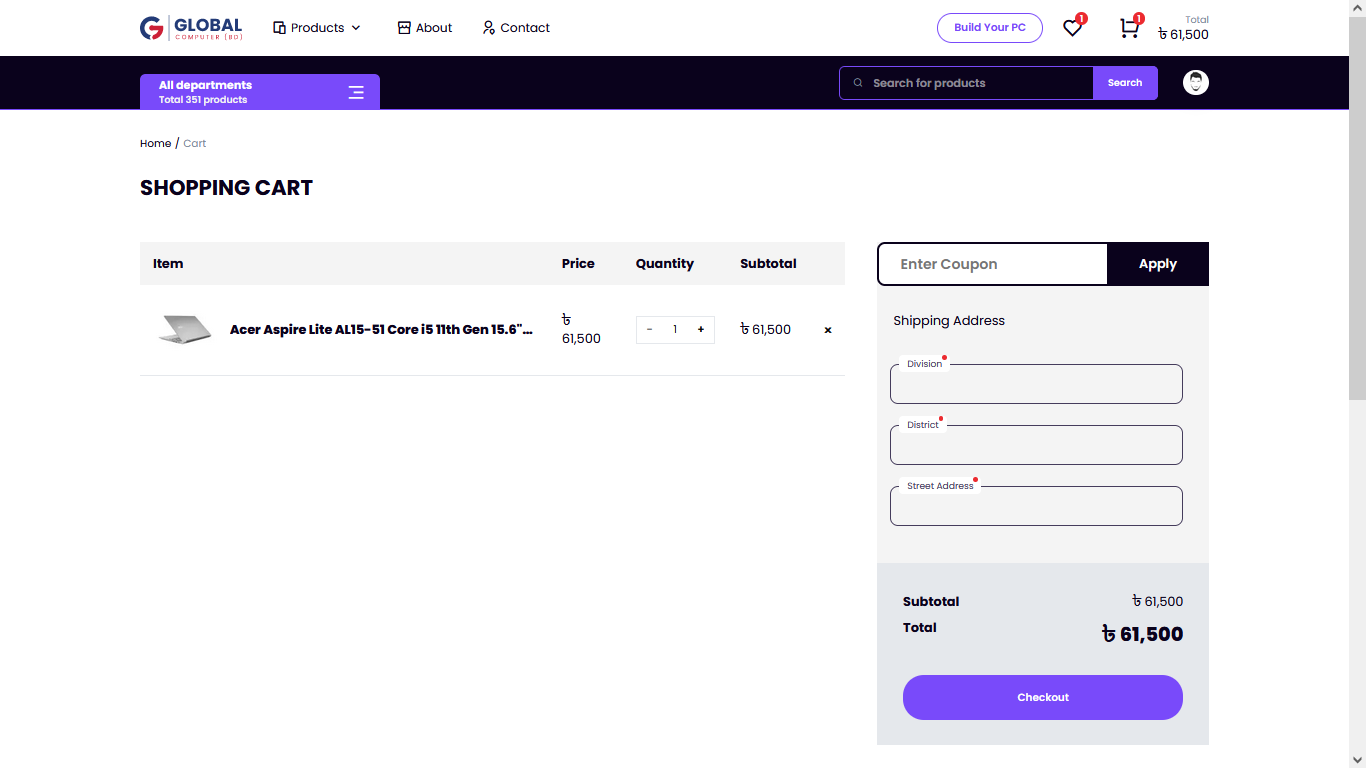 GLOBAL
COMPUTER (BD)
Products
About
Contact
Build Your PC
1
1
Total
৳ 61,500
All departments
Total 351 products
Search for products
Search
Home / Cart
SHOPPING CART
Item Price Quantity Subtotal
Acer Aspire Lite AL15-51 Core i5 11th Gen 15.6"...
৳
61,500
- 1 +
৳ 61,500
×
Enter Coupon
Apply
Shipping Address
Division
District
Street Address
Subtotal ৳ 61,500
Total ৳ 61,500
Checkout